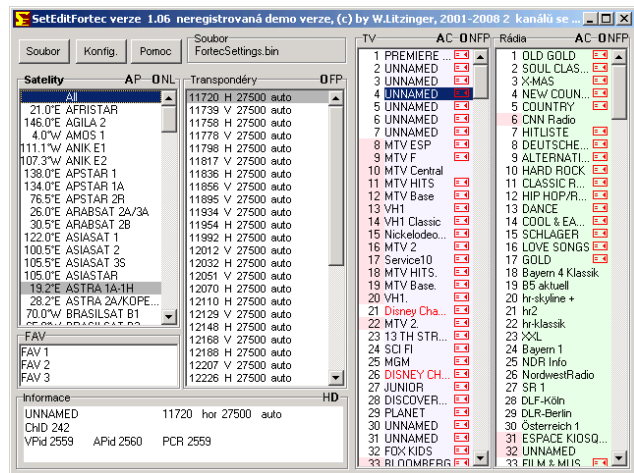 SetEditFortec verze 1.06 neregistrovaná demo verze, (c) by W.Litzinger, 2001-2008 2 kanálů se ...
Soubor
Konfig.
Pomoc
Soubor
FortecSettings.bin
Satelity AP ONL
All
21.0°E AFRISTAR
146.0°E AGILA 2
4.0°W AMOS 1
111.1°W ANIK E1
107.3°W ANIK E2
138.0°E APSTAR 1
134.0°E APSTAR 1A
76.5°E APSTAR 2R
26.0°E ARABSAT 2A/3A
30.5°E ARABSAT 2B
122.0°E ASIASAT 1
100.5°E ASIASAT 2
105.5°E ASIASAT 3S
105.0°E ASIASTAR
19.2°E ASTRA 1A-1H
28.2°E ASTRA 2A/KOPE...
70.0°W BRASILSAT B1
FAV
FAV 1
FAV 2
FAV 3
Transpondéry OFP
11720 H 27500 auto
11739 V 27500 auto
11758 H 27500 auto
11778 V 27500 auto
11798 H 27500 auto
11817 V 27500 auto
11836 H 27500 auto
11856 V 27500 auto
11895 V 27500 auto
11934 V 27500 auto
11954 H 27500 auto
11992 H 27500 auto
12012 V 27500 auto
12032 H 27500 auto
12051 V 27500 auto
12070 H 27500 auto
12110 H 27500 auto
12129 V 27500 auto
12148 H 27500 auto
12168 V 27500 auto
12188 H 27500 auto
12207 V 27500 auto
12226 H 27500 auto
Informace HD
UNNAMED 11720 hor 27500 auto
ChID 242
VPid 2559 APid 2560 PCR 2559
TV AC-ONFP
1 PREMIERE ...
2 UNNAMED
3 UNNAMED
4 UNNAMED
5 UNNAMED
6 UNNAMED
7 UNNAMED
8 MTV ESP
9 MTV F
10 MTV Central
11 MTV HITS
12 MTV Base
13 VH1
14 VH1 Classic
15 Nickelodeo...
16 MTV 2
17 Service10
18 MTV HITS.
19 MTV Base.
20 VH1.
21 Disney Cha...
22 MTV 2.
23 13 TH STR...
24 SCI FI
25 MGM
26 DISNEY CH...
27 JUNIOR
28 DISCOVER...
29 PLANET
30 UNNAMED
31 UNNAMED
32 FOX KIDS
33 BLOOMBERG
Rádia AC-ONFP
1 OLD GOLD
2 SOUL CLAS...
3 X-MAS
4 NEW COUN...
5 COUNTRY
6 CNN Radio
7 HITLISTE
8 DEUTSCHE...
9 ALTERNATI...
10 HARD ROCK
11 CLASSIC R...
12 HIP HOP/R...
13 DANCE
14 COOL & EA...
15 SCHLAGER
16 LOVE SONGS
17 GOLD
18 Bayern 4 Klassik
19 B5 aktuell
20 hr-skyline +
21 hr2
22 hr-klassik
23 XXL
24 Bayern 1
25 NDR Info
26 NordwestRadio
27 SR 1
28 DLF-Köln
29 DLR-Berlin
30 Österreich 1
31 ESPACE KIOSQ...
32 UNNAMED
33 FILM & MUS...